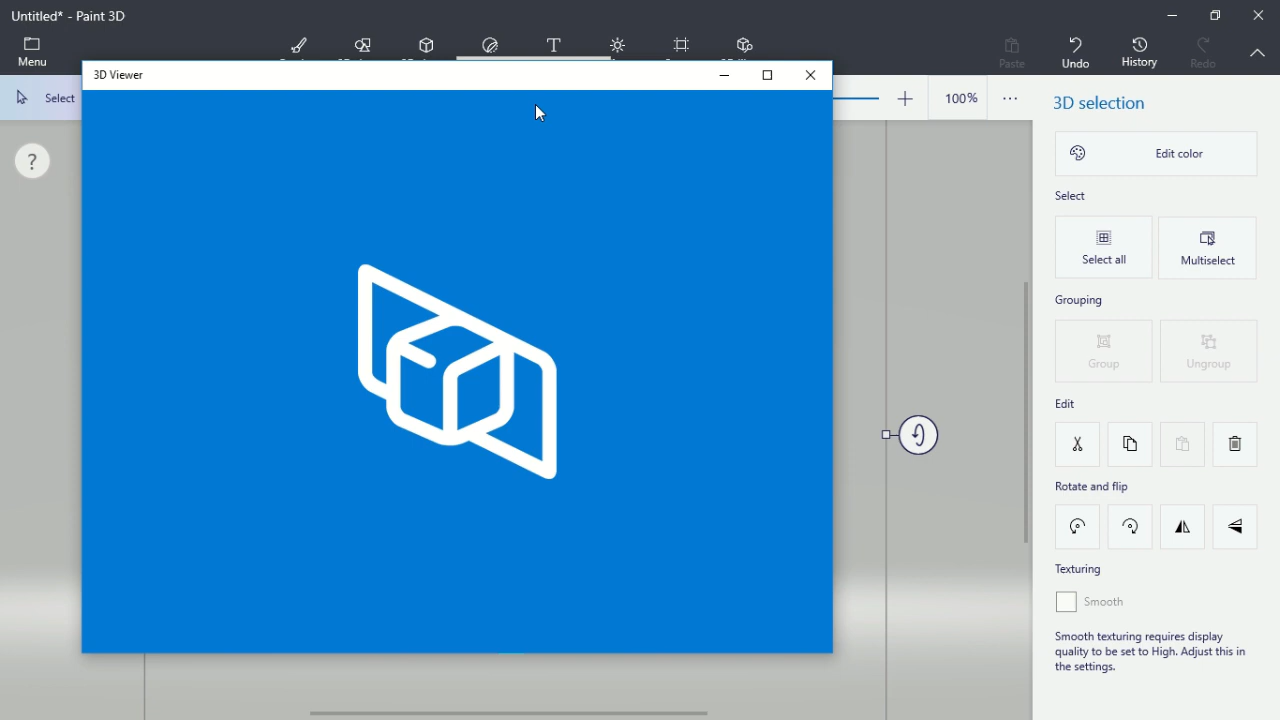 Untitled* - Paint 3D
Menu
Paste
Undo
History
Redo
3D Viewer
Select
100%
?
3D selection
Edit color
Select
Select all
Multiselect
Grouping
Group
Ungroup
Edit
Rotate and flip
Texturing
Smooth
Smooth texturing requires display
quality to be set to High. Adjust this in
the settings.